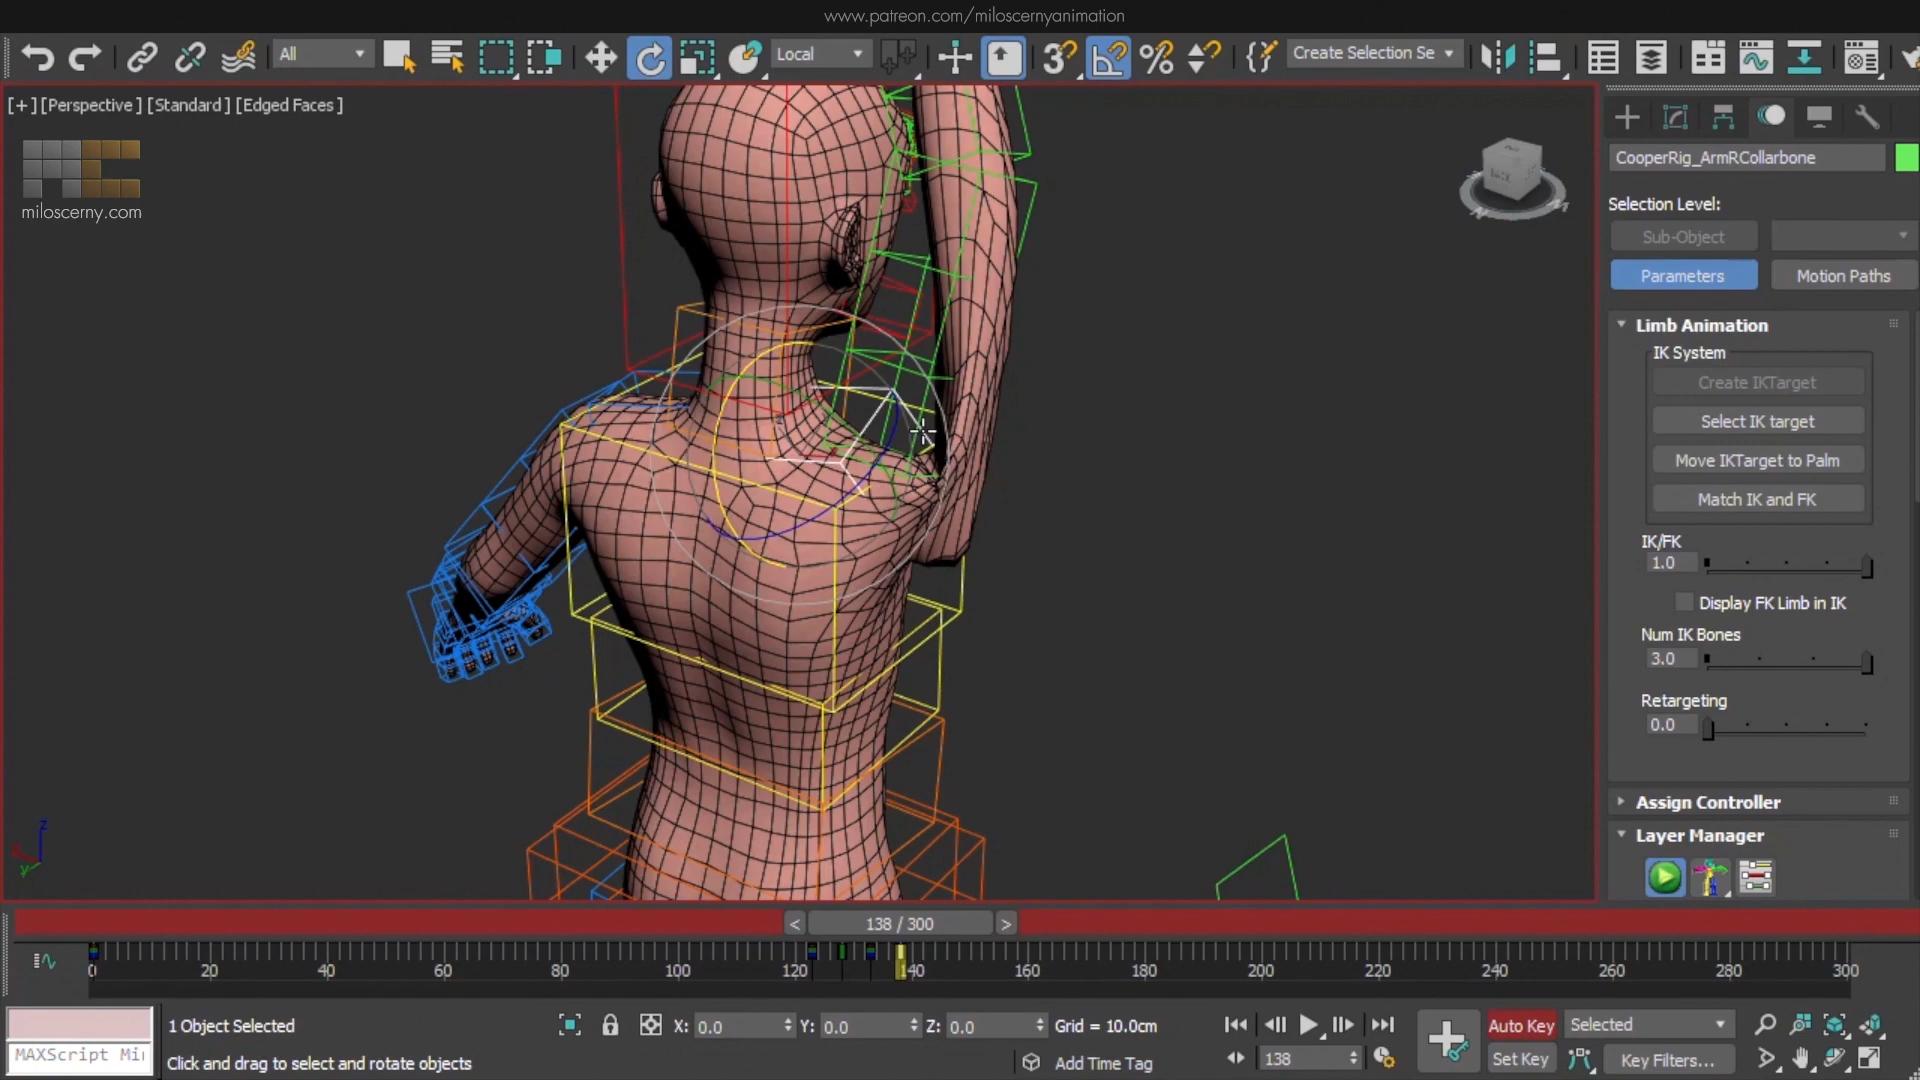 www.patreon.com/miloscernyanimation
All
Local
3
Create Selection Se
[+][Perspective][Standard][Edged Faces]
miloscerny.com
CooperRig_ArmRCollarbone
Selection Level:
Sub-Object
Parameters
Motion Paths
Limb Animation
IK System
Create IKTarget
Select IK target
Move IKTarget to Palm
Match IK and FK
IK/FK
1.0
Display FK Limb in IK
Num IK Bones
3.0
Retargeting
0.0
Assign Controller
Layer Manager
z
y
< 138 / 300 >
0 20 40 60 80 100 120 140 160 180 200 220 240 260 280 300
1 Object Selected
X: 0.0 Y: 0.0 Z: 0.0 Grid = 10.0cm
Auto Key
Selected
MAXScript Mi
Click and drag to select and rotate objects
Add Time Tag
138
Set Key
Key Filters...